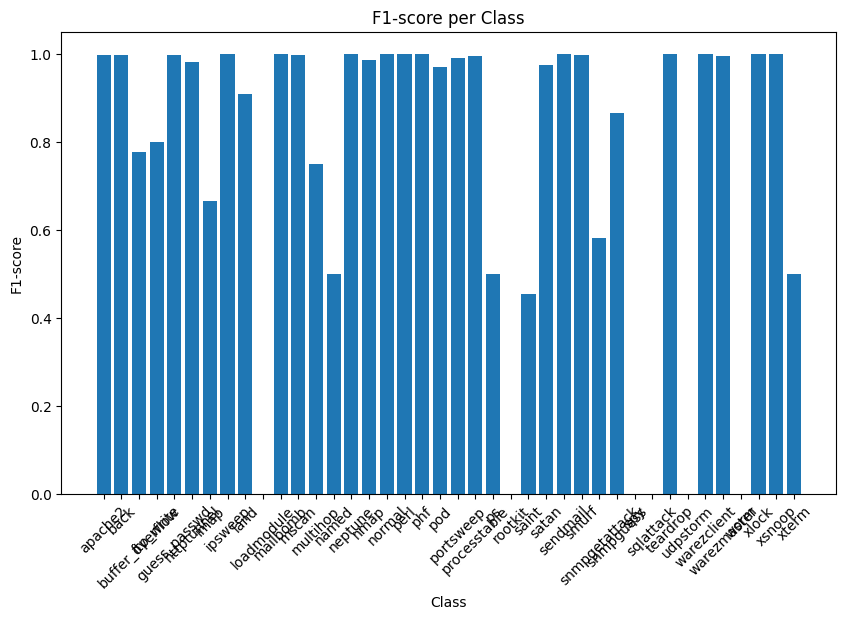 F1-score per Class
F1-score
1.0
0.8
0.6
0.4
0.2
0.0
apache2
back
buffer_overflow
ftp_write
guess_passwd
httptunnel
imap
ipsweep
land
loadmodule
mailbomb
mscan
multihop
named
neptune
nmap
normal
perl
phf
pod
portsweep
processtable
ps
rootkit
saint
satan
sendmail
smurf
snmpgetattack
snmpguess
spy
sqlattack
teardrop
udpstorm
warezclient
warezmaster
worm
xlock
xsnoop
xterm
Class